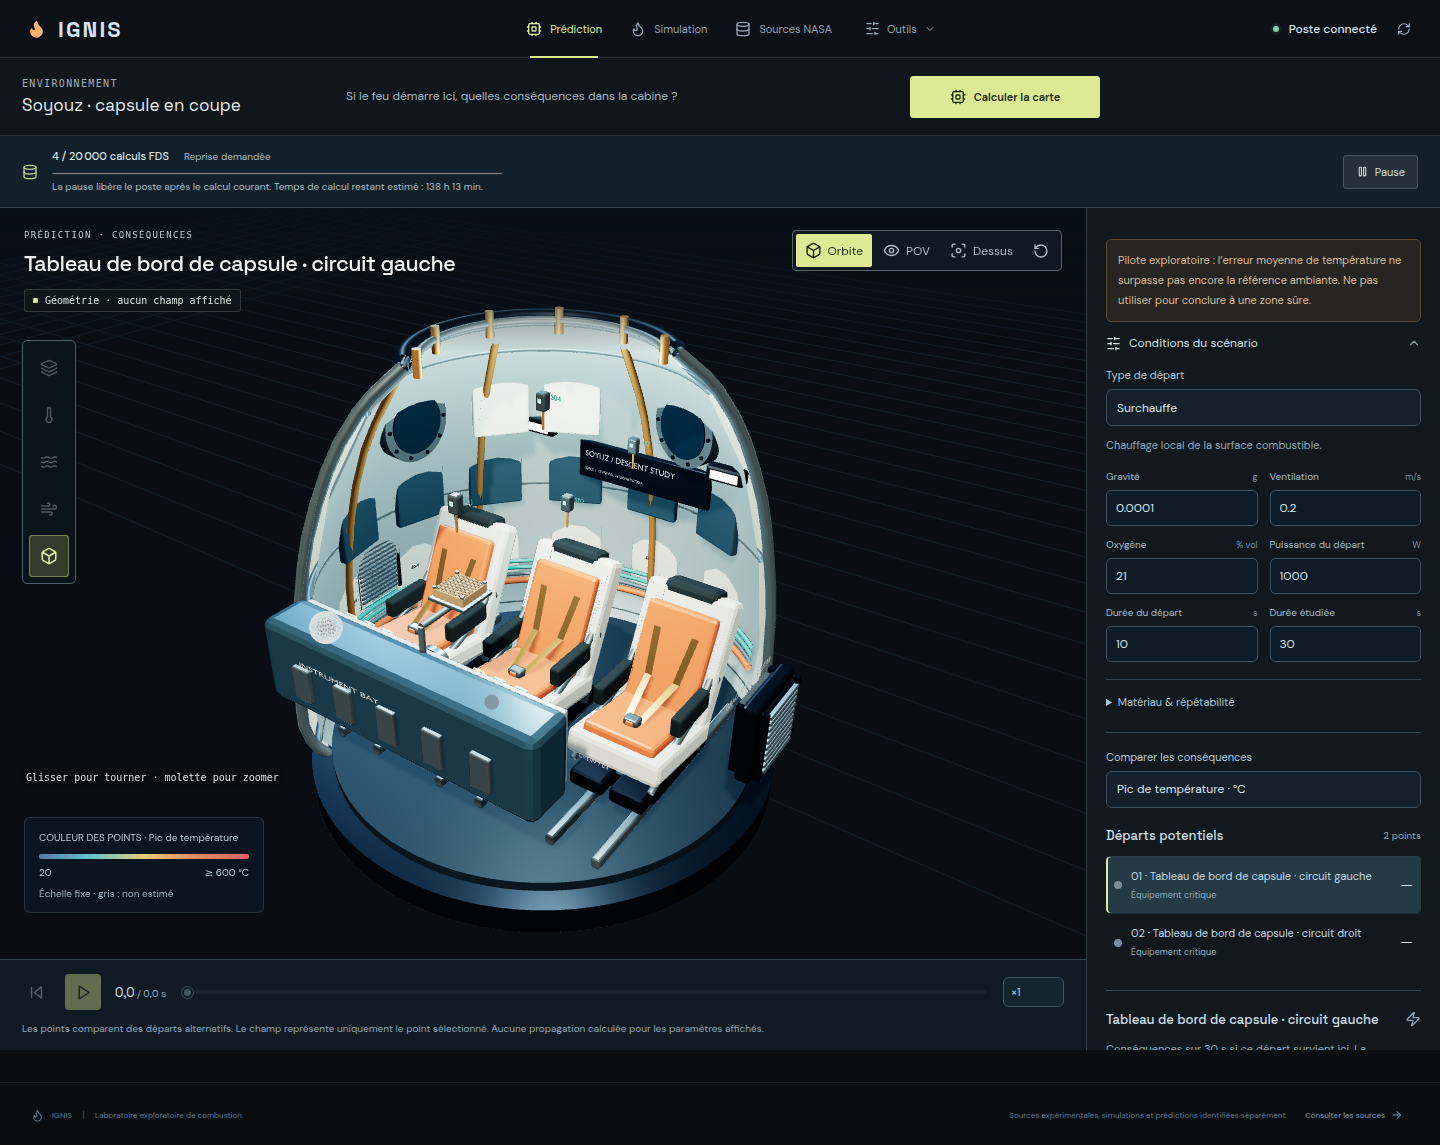 IGNIS
Prédiction
Simulation
Sources NASA
Outils
Poste connecté
ENVIRONNEMENT
Soyouz · capsule en coupe
Si le feu démarre ici, quelles conséquences dans la cabine ?
Calculer la carte
4 / 20 000 calculs FDS
Reprise demandée
La pause libère le poste après le calcul courant. Temps de calcul restant estimé : 138 h 13 min.
Pause
PRÉDICTION · CONSÉQUENCES
Tableau de bord de capsule · circuit gauche
Géométrie · aucun champ affiché
Orbite
POV
Dessus
504
SOYUZ / DESCENT STUDY
INSTRUMENT BAY
Glisser pour tourner · molette pour zoomer
COULEUR DES POINTS · Pic de température
20
≥ 600 °C
Échelle fixe · gris : non estimé
0,0 / 0,0 s
×1
Les points comparent des départs alternatifs. Le champ représente uniquement le point sélectionné. Aucune propagation calculée pour les paramètres affichés.
Pilote exploratoire : l'erreur moyenne de température ne
surpasse pas encore la référence ambiante. Ne pas
utiliser pour conclure à une zone sûre.
Conditions du scénario
Type de départ
Surchauffe
Chauffage local de la surface combustible.
Gravité g
Ventilation m/s
0.0001
0.2
Oxygène % vol
Puissance du départ W
21
1000
Durée du départ s
Durée étudiée s
10
30
Matériau & répétabilité
Comparer les conséquences
Pic de température · °C
Départs potentiels
2 points
01 · Tableau de bord de capsule · circuit gauche
Équipement critique
—
02 · Tableau de bord de capsule · circuit droit
Équipement critique
—
Tableau de bord de capsule · circuit gauche
Conséquences sur 30 s si ce départ survient ici. La
IGNIS
Laboratoire exploratoire de combustion
Sources expérimentales, simulations et prédictions identifiées séparément.
Consulter les sources